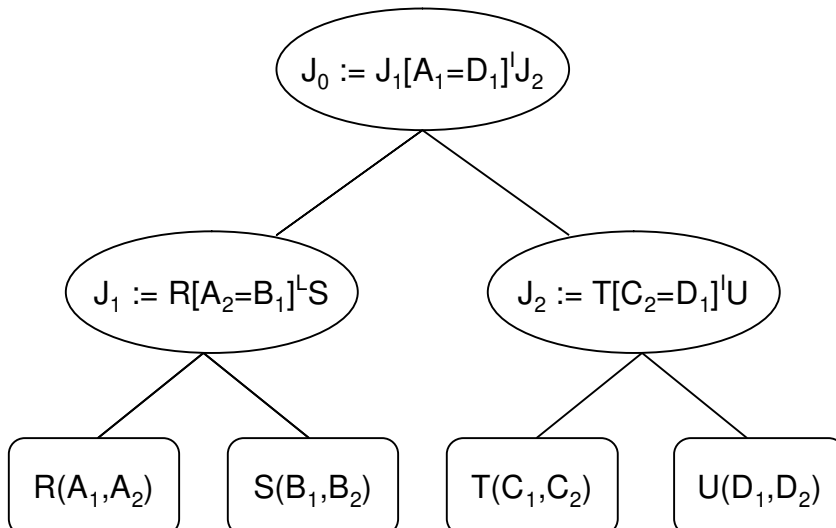 J₀ := J₁[A₁=D₁]ᴵJ₂
J₁ := R[A₂=B₁]ᴸS
J₂ := T[C₂=D₁]ᴵU
R(A₁,A₂)
S(B₁,B₂)
T(C₁,C₂)
U(D₁,D₂)